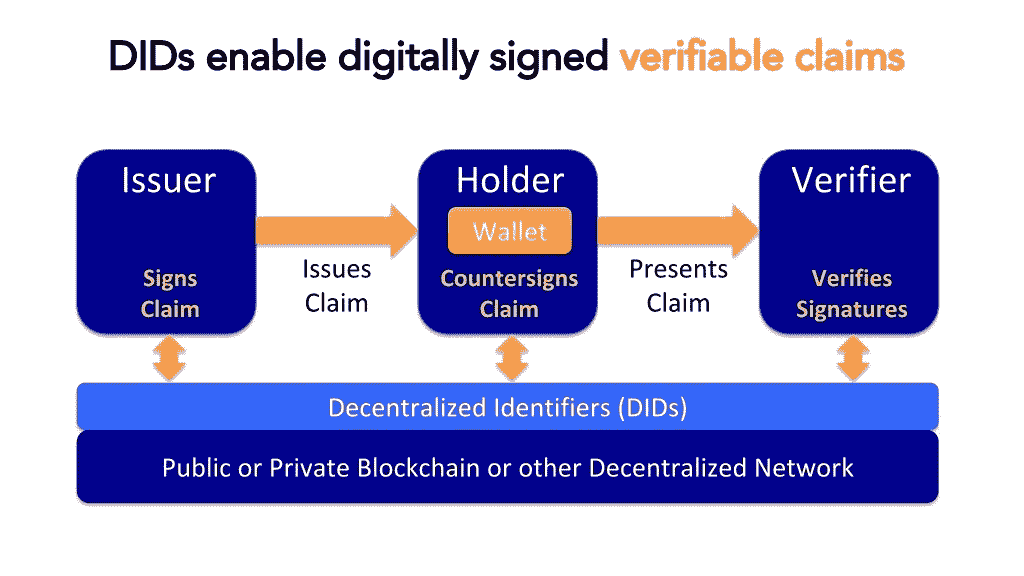 DIDs enable digitally signed verifiable claims
Issuer
Signs
Claim
Issues
Claim
Holder
Wallet
Countersigns
Claim
Presents
Claim
Verifier
Verifies
Signatures
Decentralized Identifiers (DIDs)
Public or Private Blockchain or other Decentralized Network